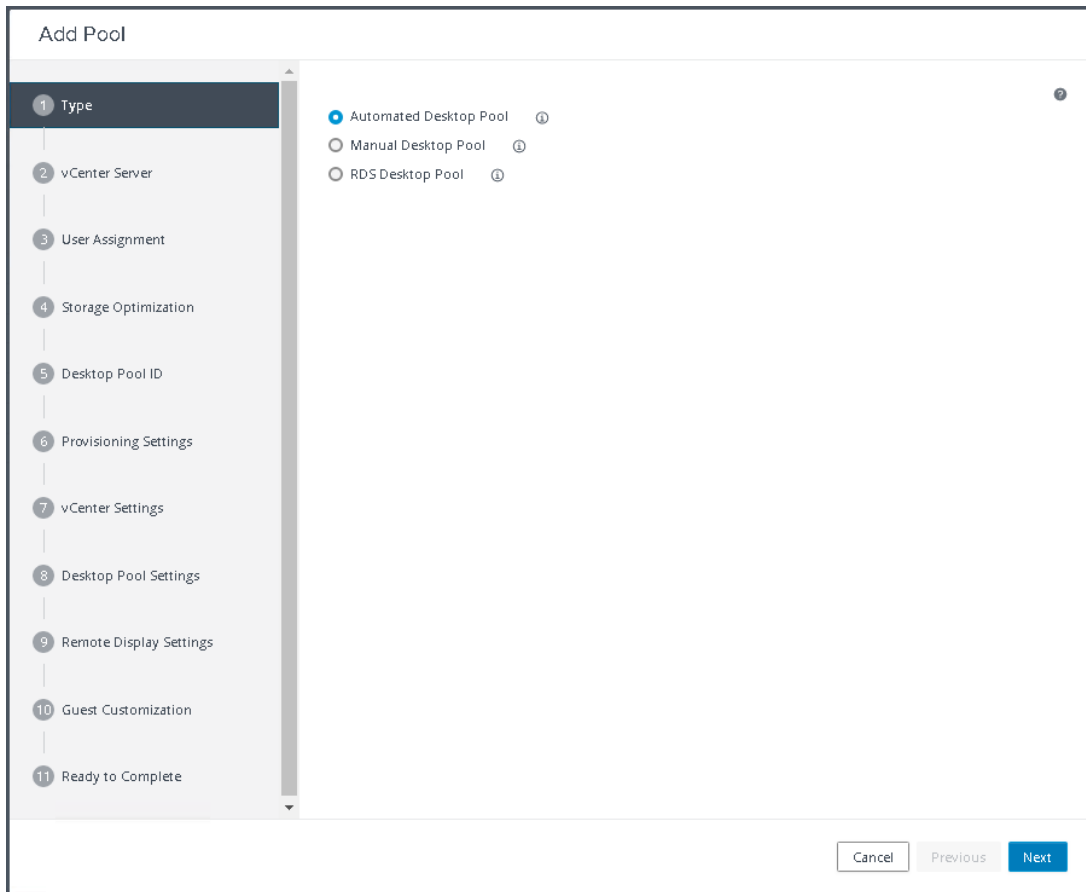 Add Pool
1 Type
2 vCenter Server
3 User Assignment
4 Storage Optimization
5 Desktop Pool ID
6 Provisioning Settings
7 vCenter Settings
8 Desktop Pool Settings
9 Remote Display Settings
10 Guest Customization
11 Ready to Complete
Automated Desktop Pool
Manual Desktop Pool
RDS Desktop Pool
Cancel Previous Next